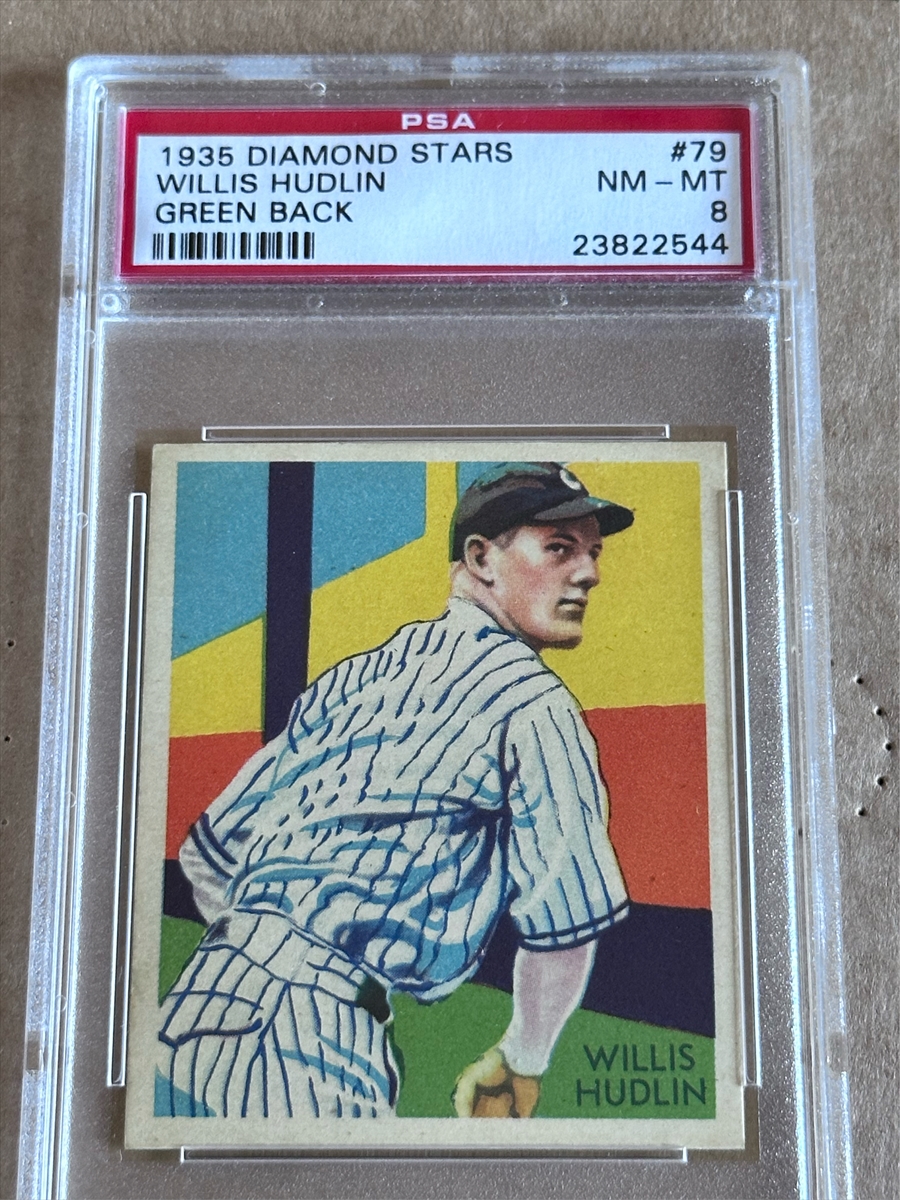 PSA
1935 DIAMOND STARS #79
WILLIS HUDLIN NM - MT
GREEN BACK 8
23822544
C
WILLIS
HUDLIN